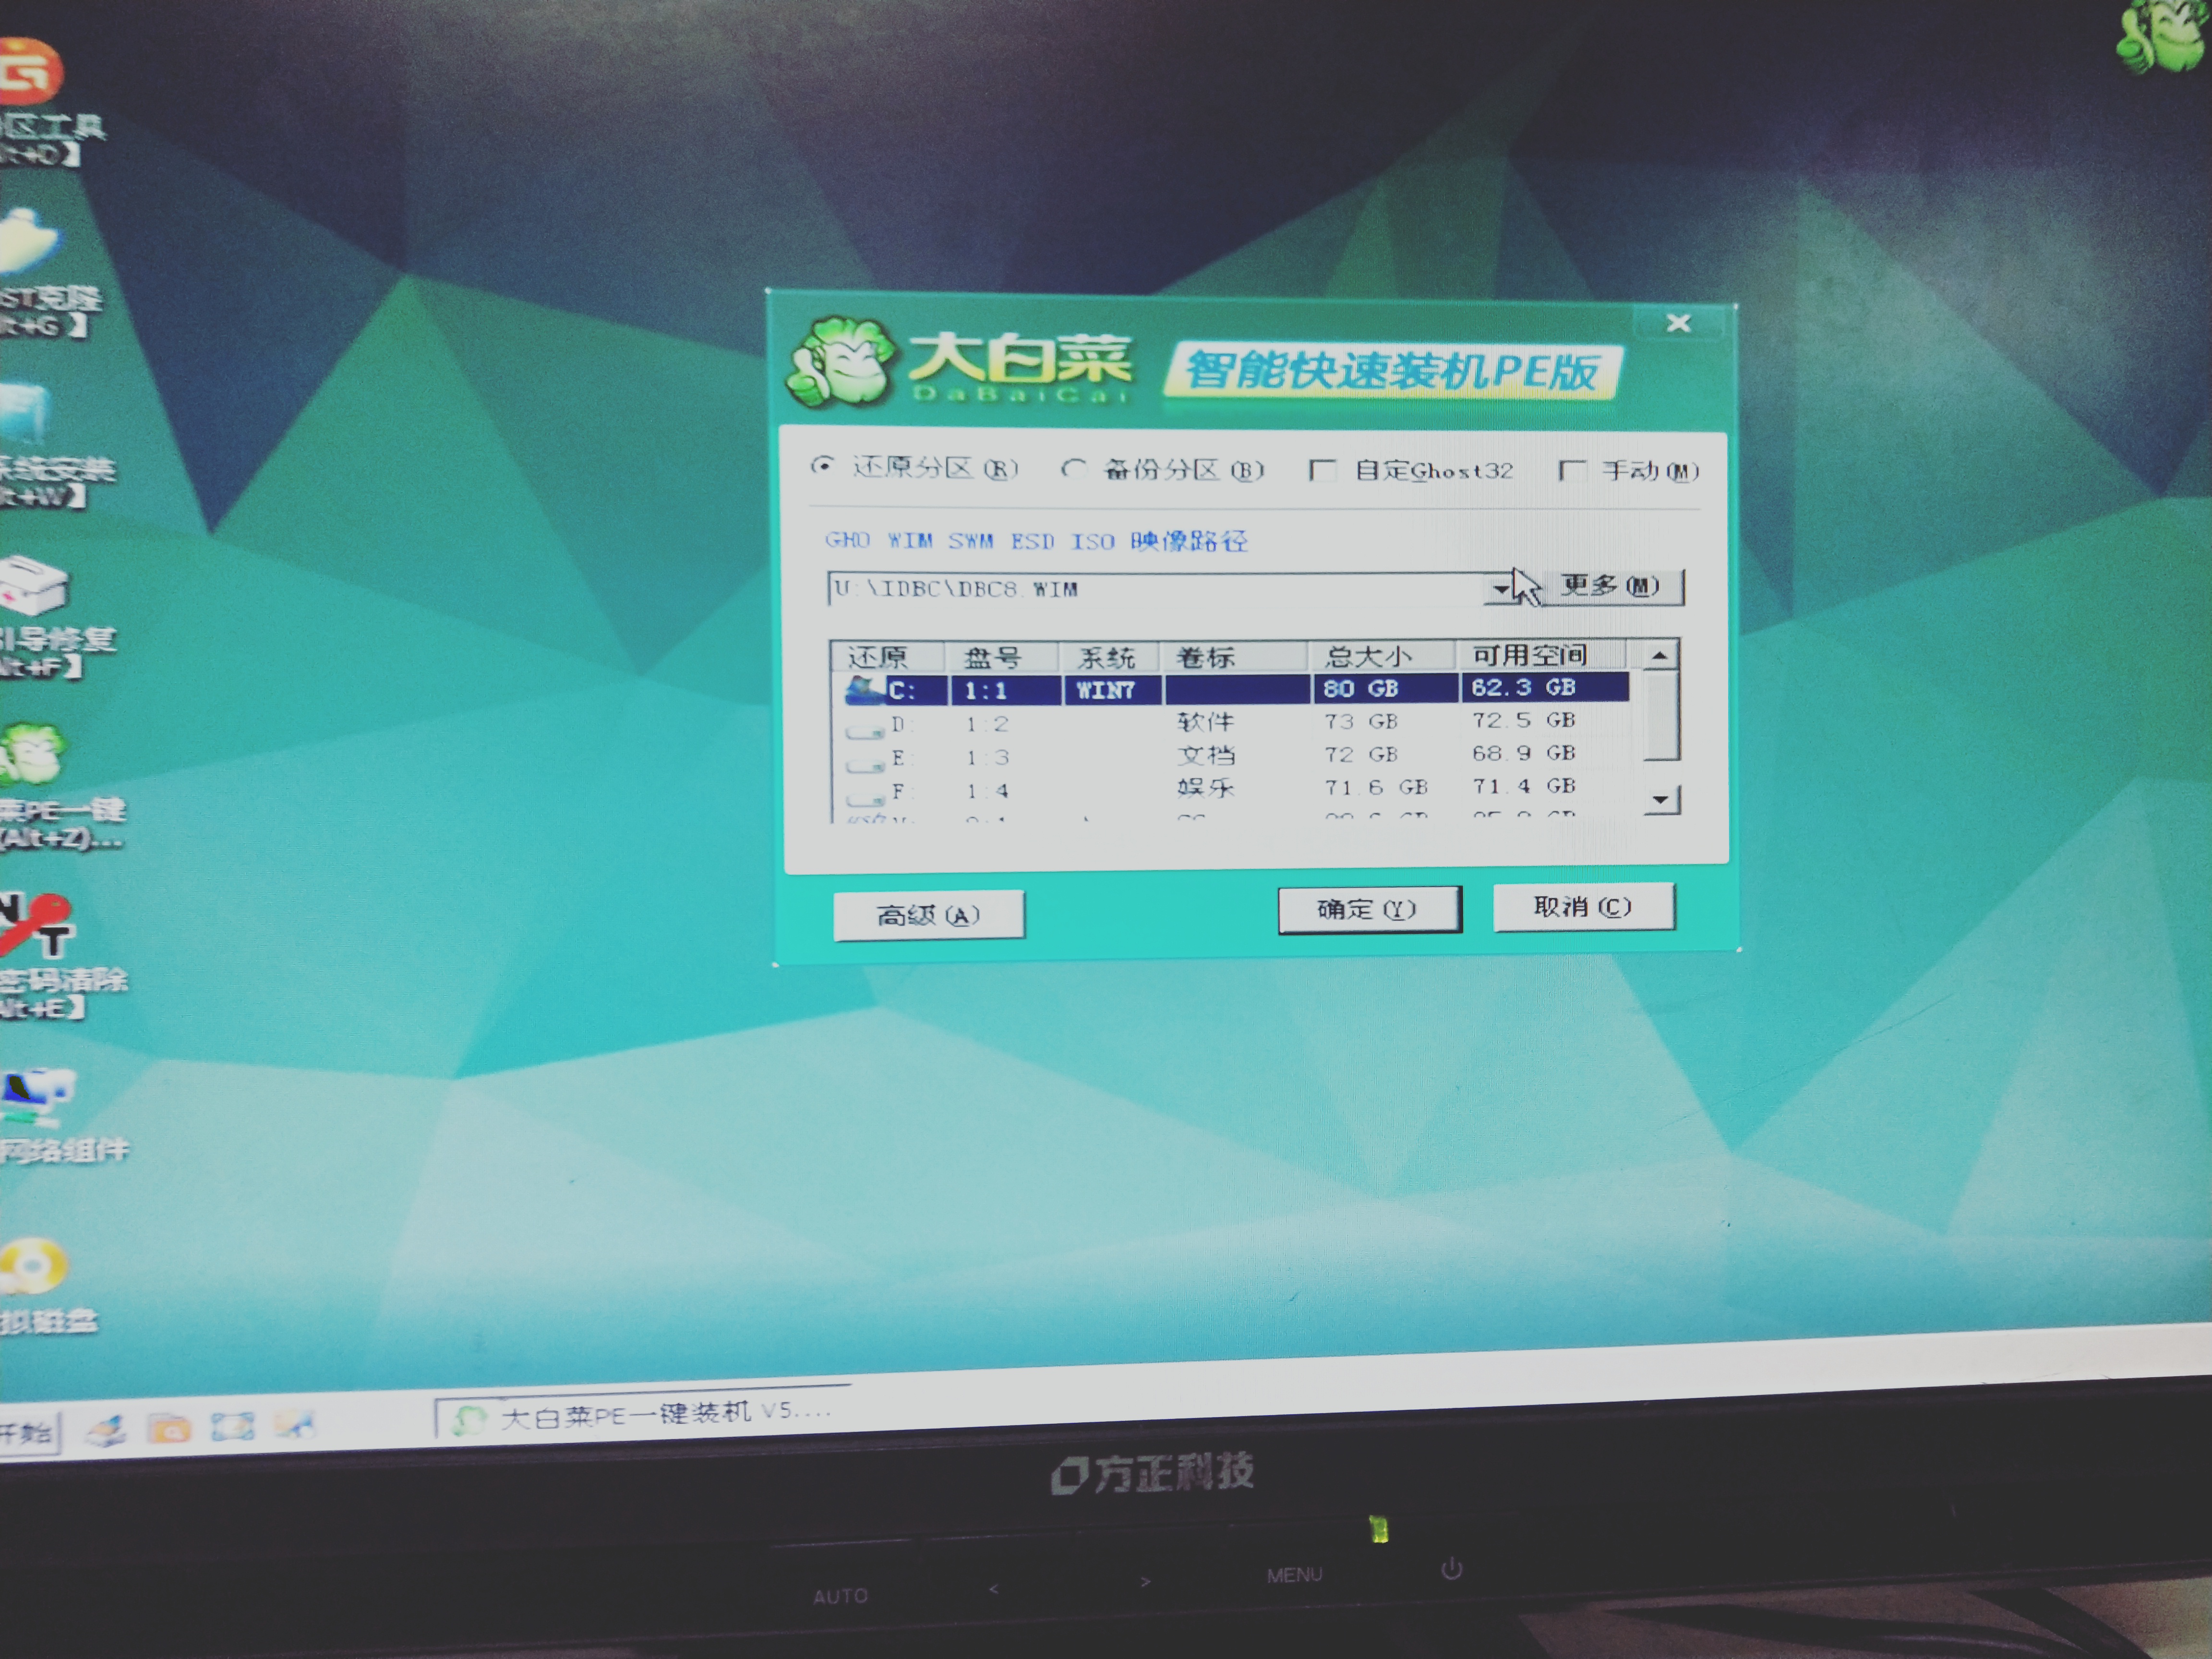 区工具
lt+D】
ST克隆
lt+G 】
系统安装
lt+W】
引导修复
lt+F】
菜PE一键
(Alt+Z)...
N
T
密码清除
lt+E】
网络组件
拟磁盘
大白菜
DaBaiCai
智能快速装机PE版
还原分区(R) 备份分区(B) 自定Ghost32 手动(M)
GHO WIM SWM ESD ISO 映像路径
U:\IDBC\DBC8.WIM 更多(M)
还原 盘号 系统 卷标 总大小 可用空间
C: 1:1 WIN7 80 GB 62.3 GB
D: 1:2 软件 73 GB 72.5 GB
E: 1:3 文档 72 GB 68.9 GB
F: 1:4 娱乐 71.6 GB 71.4 GB
高级(A) 确定(Y) 取消(C)
开始 大白菜PE一键装机 V5....
方正科技
AUTO < > MENU